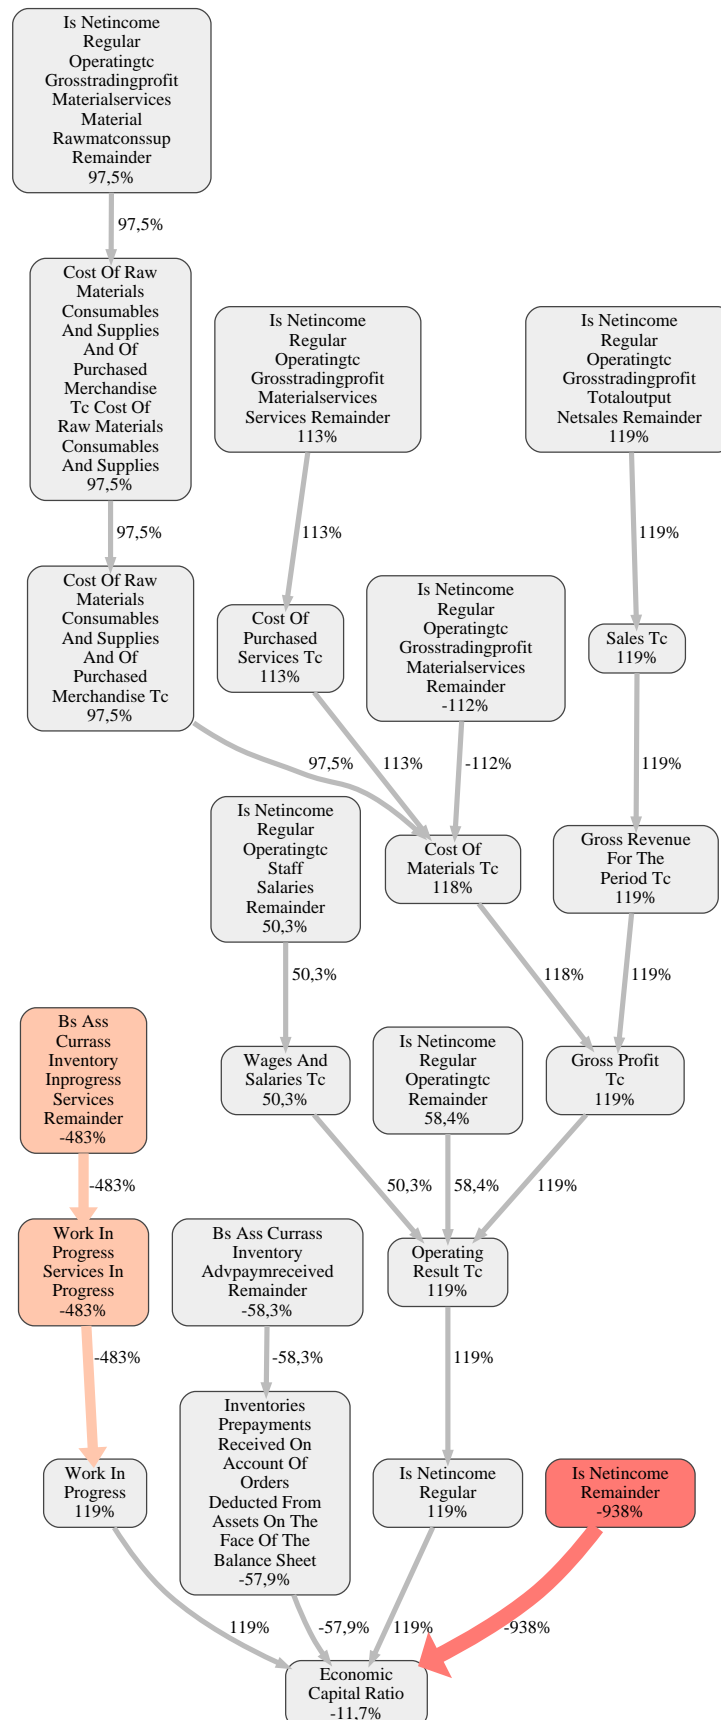 Is Netincome
Regular
Operatingtc
Grosstradingprofit
Materialservices
Material
Rawmatconssup
Remainder
97,5%
97,5%
Cost Of Raw
Materials
Consumables
And Supplies
And Of
Purchased
Merchandise
Tc Cost Of
Raw Materials
Consumables
And Supplies
97,5%
Is Netincome
Regular
Operatingtc
Grosstradingprofit
Materialservices
Services Remainder
113%
Is Netincome
Regular
Operatingtc
Grosstradingprofit
Totaloutput
Netsales Remainder
119%
97,5%
113%
119%
Cost Of Raw
Materials
Consumables
And Supplies
And Of
Purchased
Merchandise Tc
97,5%
Cost Of
Purchased
Services Tc
113%
Is Netincome
Regular
Operatingtc
Grosstradingprofit
Materialservices
Remainder
-112%
Sales Tc
119%
97,5%
113%
-112%
119%
Is Netincome
Regular
Operatingtc
Staff
Salaries
Remainder
50,3%
Cost Of
Materials Tc
118%
Gross Revenue
For The
Period Tc
119%
50,3%
118%
119%
Bs Ass
Currass
Inventory
Inprogress
Services
Remainder
-483%
Wages And
Salaries Tc
50,3%
Is Netincome
Regular
Operatingtc
Remainder
58,4%
Gross Profit
Tc
119%
-483%
50,3%
58,4%
119%
Work In
Progress
Services In
Progress
-483%
Bs Ass Currass
Inventory
Advpaymreceived
Remainder
-58,3%
Operating
Result Tc
119%
-483%
-58,3%
119%
Work In
Progress
119%
Inventories
Prepayments
Received On
Account Of
Orders
Deducted From
Assets On The
Face Of The
Balance Sheet
-57,9%
Is Netincome
Regular
119%
Is Netincome
Remainder
-938%
119%
-57,9%
119%
-938%
Economic
Capital Ratio
-11,7%